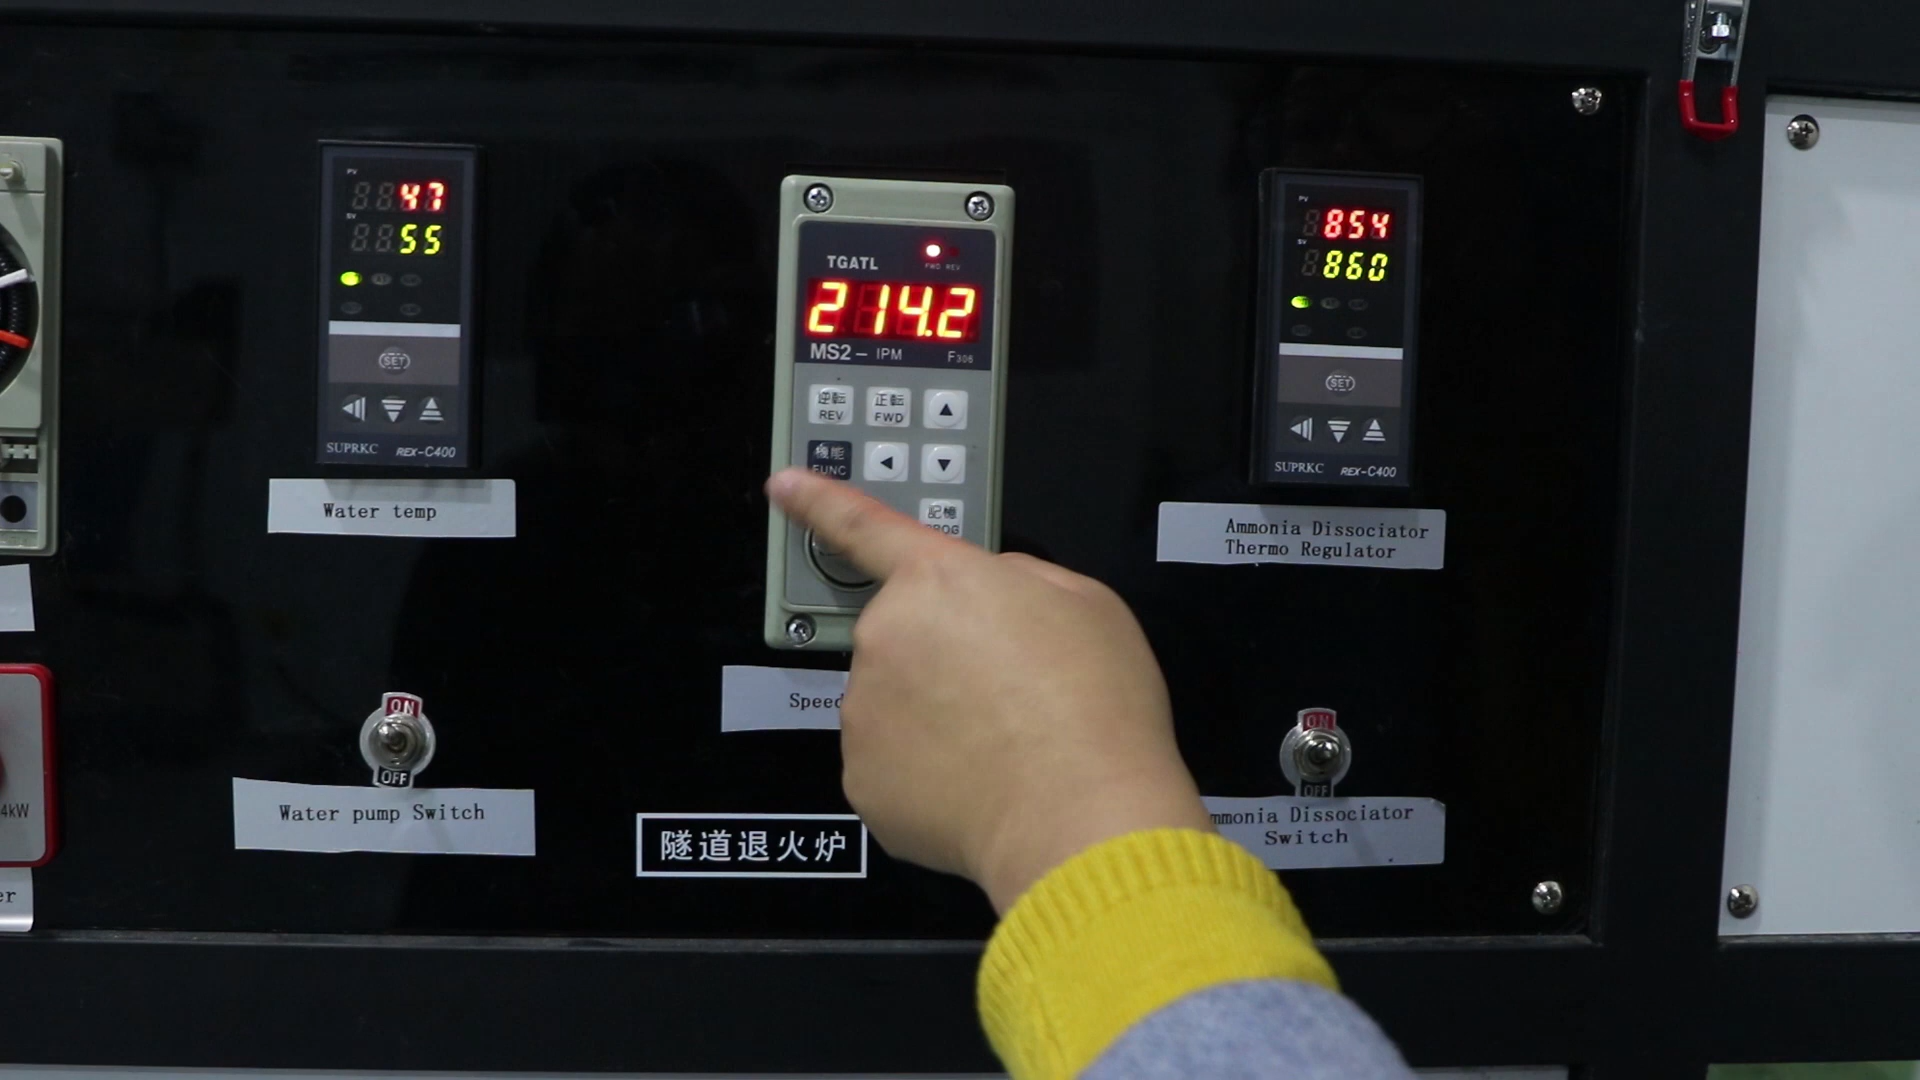 PV
47
SV
55
SET
SUPRKC REX-C400
Water temp
ON
OFF
Water pump Switch
4kW
er
TGATL
FWD REV
214.2
MS2- IPM F306
逆転 正転
REV FWD
機能
FUNC
記憶
PROG
Speed
隧道退火炉
PV
854
SV
860
SET
SUPRKC REX-C400
Ammonia Dissociator
Thermo Regulator
ON
OFF
mmonia Dissociator
Switch